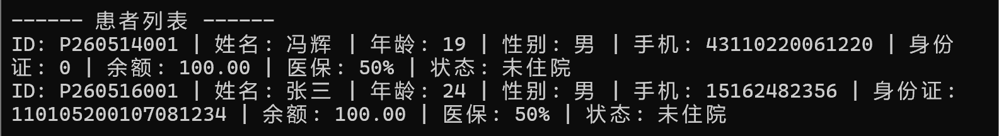 ------ 患者列表 ------
ID: P260514001 | 姓名: 冯辉 | 年龄: 19 | 性别: 男 | 手机: 43110220061220 | 身份
证: 0 | 余额: 100.00 | 医保: 50% | 状态: 未住院
ID: P260516001 | 姓名: 张三 | 年龄: 24 | 性别: 男 | 手机: 15162482356 | 身份证:
110105200107081234 | 余额: 100.00 | 医保: 50% | 状态: 未住院